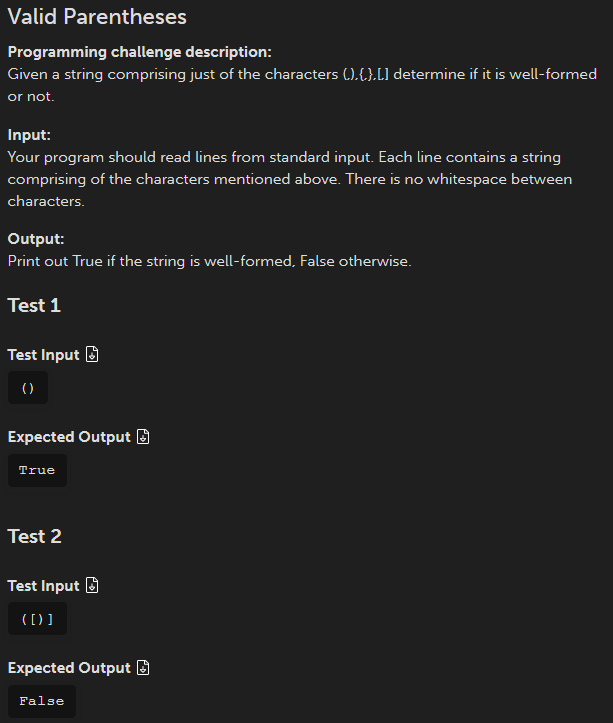 Valid Parentheses
Programming challenge description:
Given a string comprising just of the characters (,),{,},[,] determine if it is well-formed
or not.
Input:
Your program should read lines from standard input. Each line contains a string
comprising of the characters mentioned above. There is no whitespace between
characters.
Output:
Print out True if the string is well-formed, False otherwise.
Test 1
Test Input
()
Expected Output
True
Test 2
Test Input
([)]
Expected Output
False